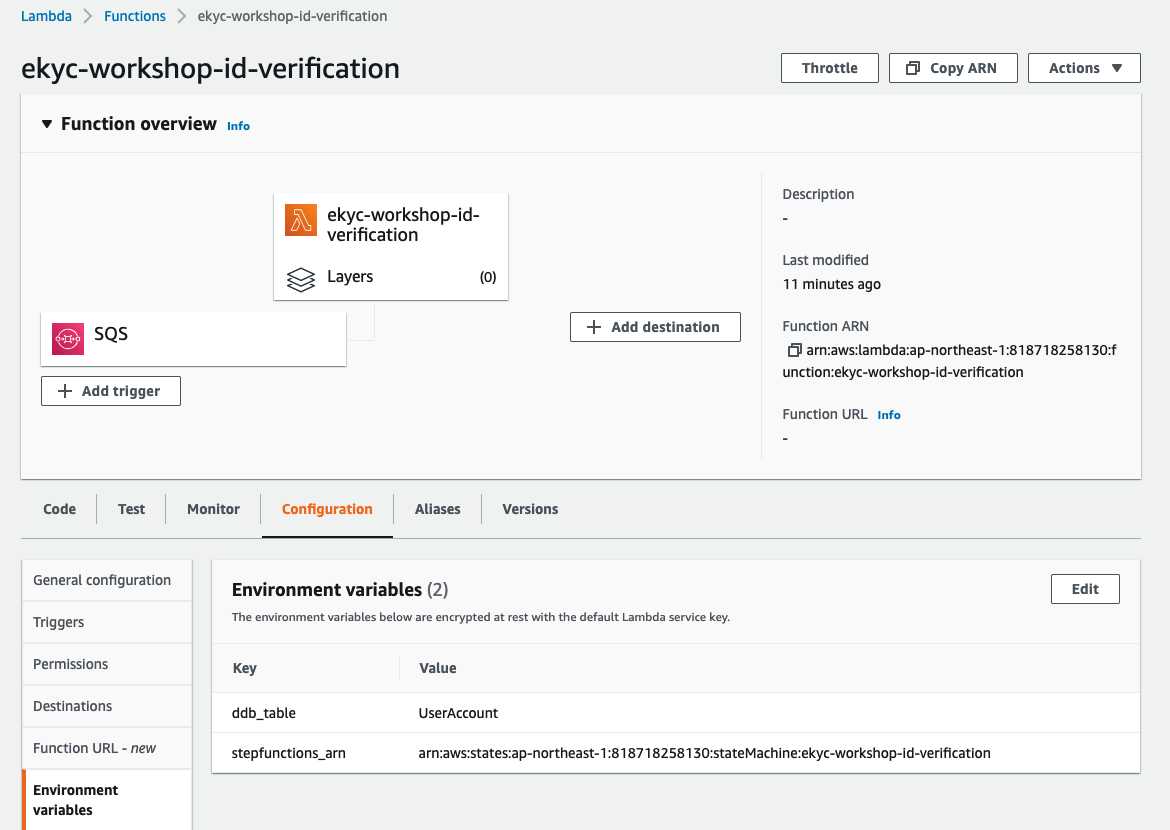 Lambda > Functions > ekyc-workshop-id-verification
ekyc-workshop-id-verification
Throttle
Copy ARN
Actions
Function overview Info
ekyc-workshop-id-
verification
Layers (0)
SQS
+ Add trigger
+ Add destination
Description
-
Last modified
11 minutes ago
Function ARN
arn:aws:lambda:ap-northeast-1:818718258130:f
unction:ekyc-workshop-id-verification
Function URL Info
-
Code
Test
Monitor
Configuration
Aliases
Versions
General configuration
Triggers
Permissions
Destinations
Function URL - new
Environment
variables
Environment variables (2)
Edit
The environment variables below are encrypted at rest with the default Lambda service key.
Key Value
ddb_table UserAccount
stepfunctions_arn arn:aws:states:ap-northeast-1:818718258130:stateMachine:ekyc-workshop-id-verification